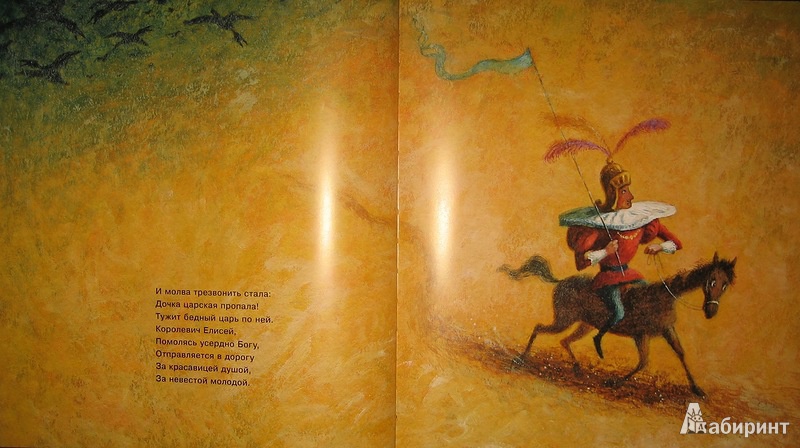 И молва трезвонить стала:
Дочка царская пропала!
Тужит бедный царь по ней.
Королевич Елисей,
Помолясь усердно Богу,
Отправляется в дорогу
За красавицей душой,
За невестой молодой.
Лабиринт